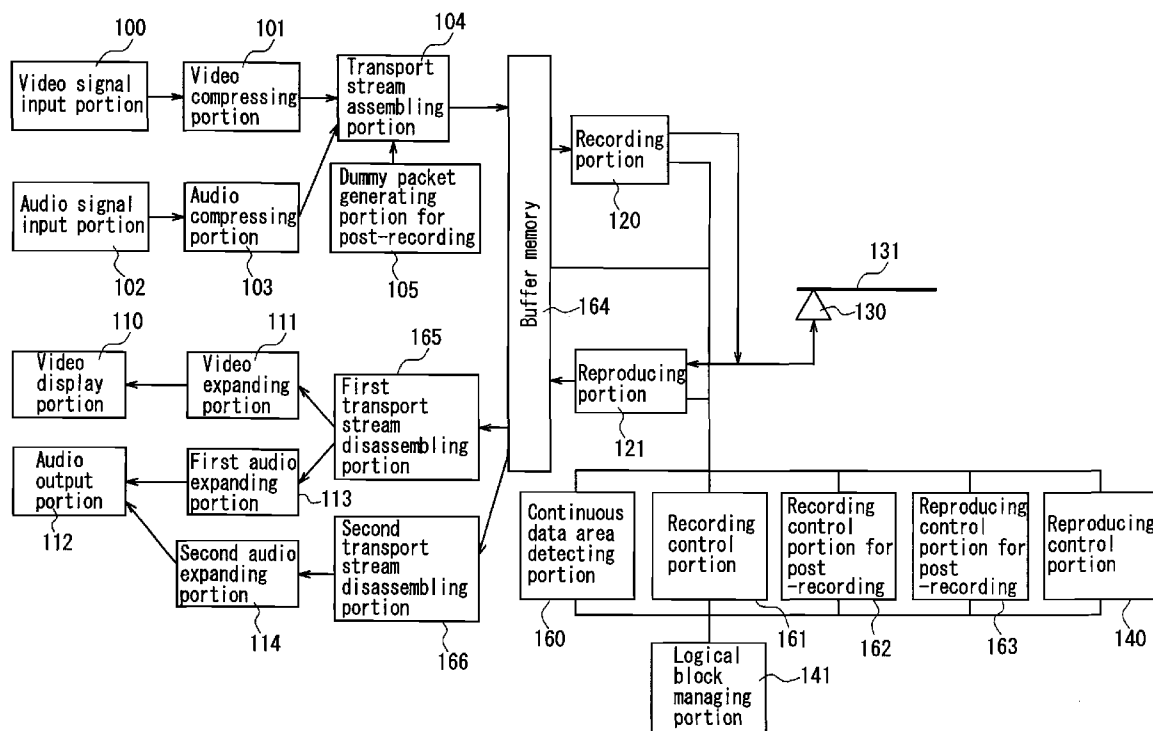 100
101
104
Video signal
input portion
Video
compressing
portion
Transport
stream
assembling
portion
Audio signal
input portion
Audio
compressing
portion
Dummy packet
generating
portion for
post-recording
102
103
105
Buffer memory
164
Recording
portion
120
131
130
Reproducing
portion
121
110
111
165
Video
display
portion
Video
expanding
portion
First
transport
stream
disassembling
portion
Audio
output
portion
First audio
expanding
portion
113
112
Second audio
expanding
portion
114
Second
transport
stream
disassembling
portion
166
Continuous
data area
detecting
portion
Recording
control
portion
Recording
control
portion for
post
-recording
Reproducing
control
portion for
post
-recording
Reproducing
control
portion
160
161
162
163
140
Logical
block
managing
portion
141